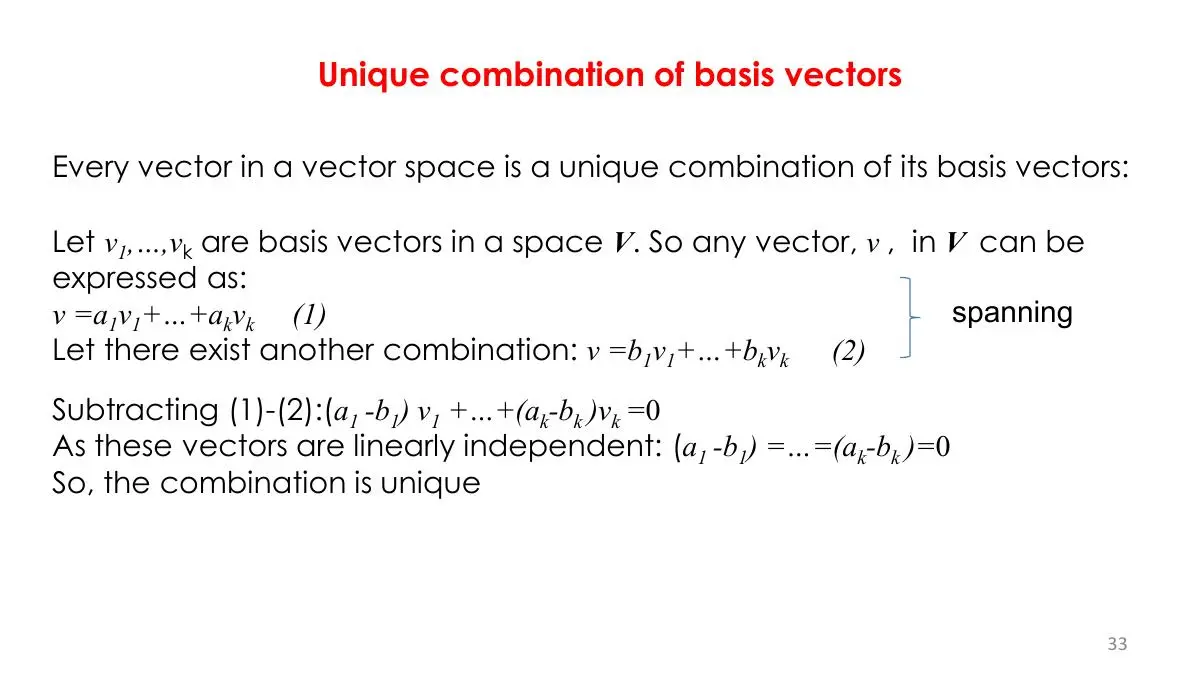 Unique combination of basis vectors
Every vector in a vector space is a unique combination of its basis vectors:
Let v1,...,vk are basis vectors in a space V. So any vector, v , in V can be
expressed as:
v =a1v1+...+akvk (1)
spanning
Let there exist another combination: v =b1v1+...+bkvk (2)
Subtracting (1)-(2):(a1 -b1) v1 +...+(ak-bk)vk =0
As these vectors are linearly independent: (a1 -b1) =...=(ak-bk)=0
So, the combination is unique
33